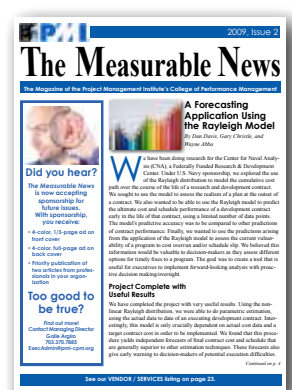 PMI
2009, Issue 2
The Measurable News
The Magazine of the Project Management Institute's College of Performance Management
Did you hear?
The Measurable News
is now accepting
sponsorship for
future issues.
With sponsorship,
you receive:
• 4-color, 1/3-page ad on
front cover
• 4-color, full-page ad on
back cover
• Priority publication of
two articles from profes-
sionals in your organ-
ization
Too good to
be true?
Find out more!
Contact Managing Director
Gaile Argiro
703.370.7885
ExecAdmin@pmi-cpm.org
A Forecasting
Application Using
the Rayleigh Model
By Dan Davis, Gary Christle, and
Wayne Abba
We have been doing research for the Center for Naval Analy-
sis (CNA), a Federally Funded Research & Development
Center. Under U.S. Navy sponsorship, we explored the use
of the Rayleigh distribution to model the cumulative cost
path over the course of the life of a research and development contract.
We sought to use the model to assess the realism of a plan at the outset of
a contract. We also wanted to be able to use the Rayleigh model to predict
the ultimate cost and schedule performance of a development contract
early in the life of that contract, using a limited number of data points.
The model's predictive accuracy was to be compared to other predictions
of contract performance. Finally, we wanted to use the predictions arising
from the application of the Rayleigh model to assess the current vulner-
ability of a program to cost overrun and/or schedule slip. We believed this
information would be valuable to decision-makers as they assess different
options for timely fixes to a program. The goal was to create a tool that is
useful for executives to implement forward-looking analysis with proac-
tive decision making/oversight.
Project Complete with
Useful Results
We have completed the project with very useful results. Using the non-
linear Rayleigh distribution, we were able to do parametric estimation,
using the actual data to date of an executing development contract. Inter-
estingly, this model is only crucially dependent on actual cost data and a
target contract cost in order to be implemented. We found that this proce-
dure yields independent forecasts of final contract cost and schedule that
are generally superior to other estimation techniques. These forecasts also
give early warning to decision-makers of potential execution difficulties.
Continued on p. 4
See our VENDOR / SERVICES listing on page 23.